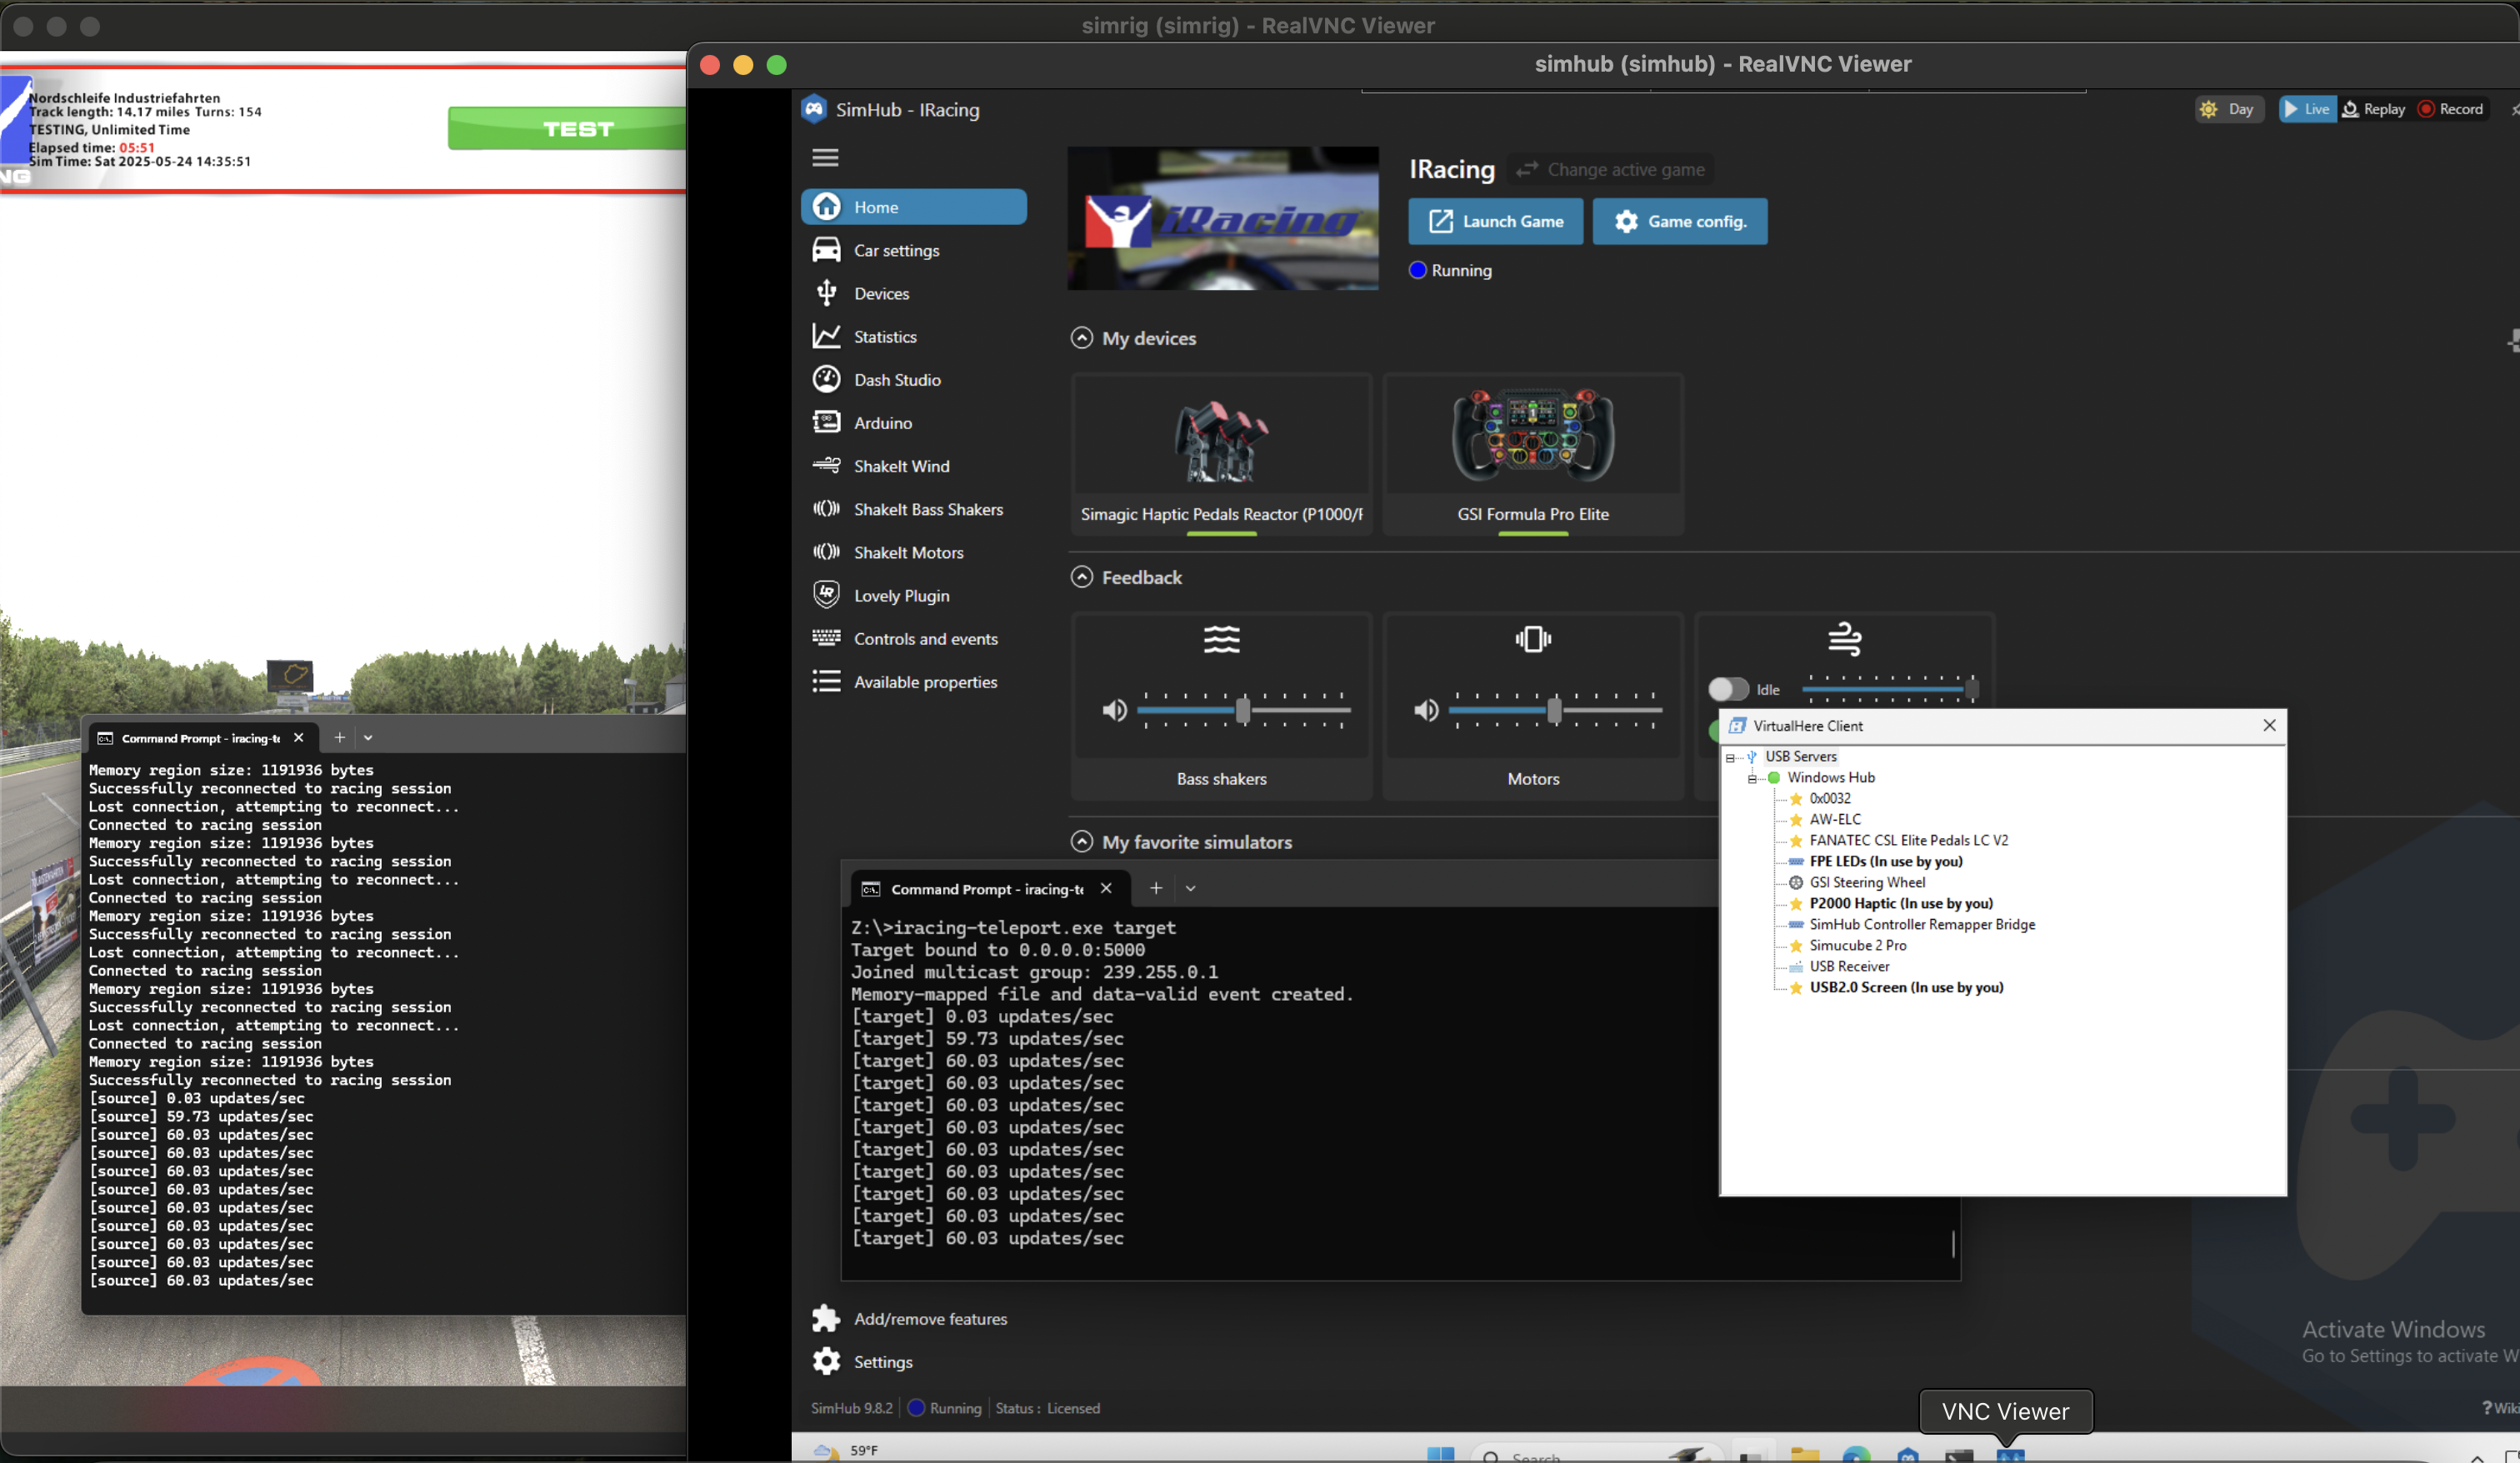 simrig (simrig) - RealVNC Viewer
Nordschleife Industriefahrten
Track length: 14.17 miles Turns: 154
TESTING, Unlimited Time
Elapsed time: 05:51
Sim Time: Sat 2025-05-24 14:35:51
NG
TEST
Command Prompt - iracing-te
Memory region size: 1191936 bytes
Successfully reconnected to racing session
Lost connection, attempting to reconnect...
Connected to racing session
Memory region size: 1191936 bytes
Successfully reconnected to racing session
Lost connection, attempting to reconnect...
Connected to racing session
Memory region size: 1191936 bytes
Successfully reconnected to racing session
Lost connection, attempting to reconnect...
Connected to racing session
Memory region size: 1191936 bytes
Successfully reconnected to racing session
Lost connection, attempting to reconnect...
Connected to racing session
Memory region size: 1191936 bytes
Successfully reconnected to racing session
[source] 0.03 updates/sec
[source] 59.73 updates/sec
[source] 60.03 updates/sec
[source] 60.03 updates/sec
[source] 60.03 updates/sec
[source] 60.03 updates/sec
[source] 60.03 updates/sec
[source] 60.03 updates/sec
[source] 60.03 updates/sec
[source] 60.03 updates/sec
[source] 60.03 updates/sec
simhub (simhub) - RealVNC Viewer
SimHub - IRacing
Day
Live
Replay
Record
Home
Car settings
Devices
Statistics
Dash Studio
Arduino
ShakeIt Wind
ShakeIt Bass Shakers
ShakeIt Motors
Lovely Plugin
Controls and events
Available properties
iRacing
IRacing
Change active game
Launch Game
Game config.
Running
My devices
Simagic Haptic Pedals Reactor (P1000/F
GSI Formula Pro Elite
Feedback
Bass shakers
Motors
Idle
My favorite simulators
VirtualHere Client
USB Servers
Windows Hub
0x0032
AW-ELC
FANATEC CSL Elite Pedals LC V2
FPE LEDs (In use by you)
GSI Steering Wheel
P2000 Haptic (In use by you)
SimHub Controller Remapper Bridge
Simucube 2 Pro
USB Receiver
USB2.0 Screen (In use by you)
Command Prompt - iracing-te
Z:\>iracing-teleport.exe target
Target bound to 0.0.0.0:5000
Joined multicast group: 239.255.0.1
Memory-mapped file and data-valid event created.
[target] 0.03 updates/sec
[target] 59.73 updates/sec
[target] 60.03 updates/sec
[target] 60.03 updates/sec
[target] 60.03 updates/sec
[target] 60.03 updates/sec
[target] 60.03 updates/sec
[target] 60.03 updates/sec
[target] 60.03 updates/sec
[target] 60.03 updates/sec
[target] 60.03 updates/sec
Add/remove features
Settings
Activate Windows
Go to Settings to activate W
SimHub 9.8.2
Running
Status : Licensed
?Wiki
VNC Viewer
59°F
Search